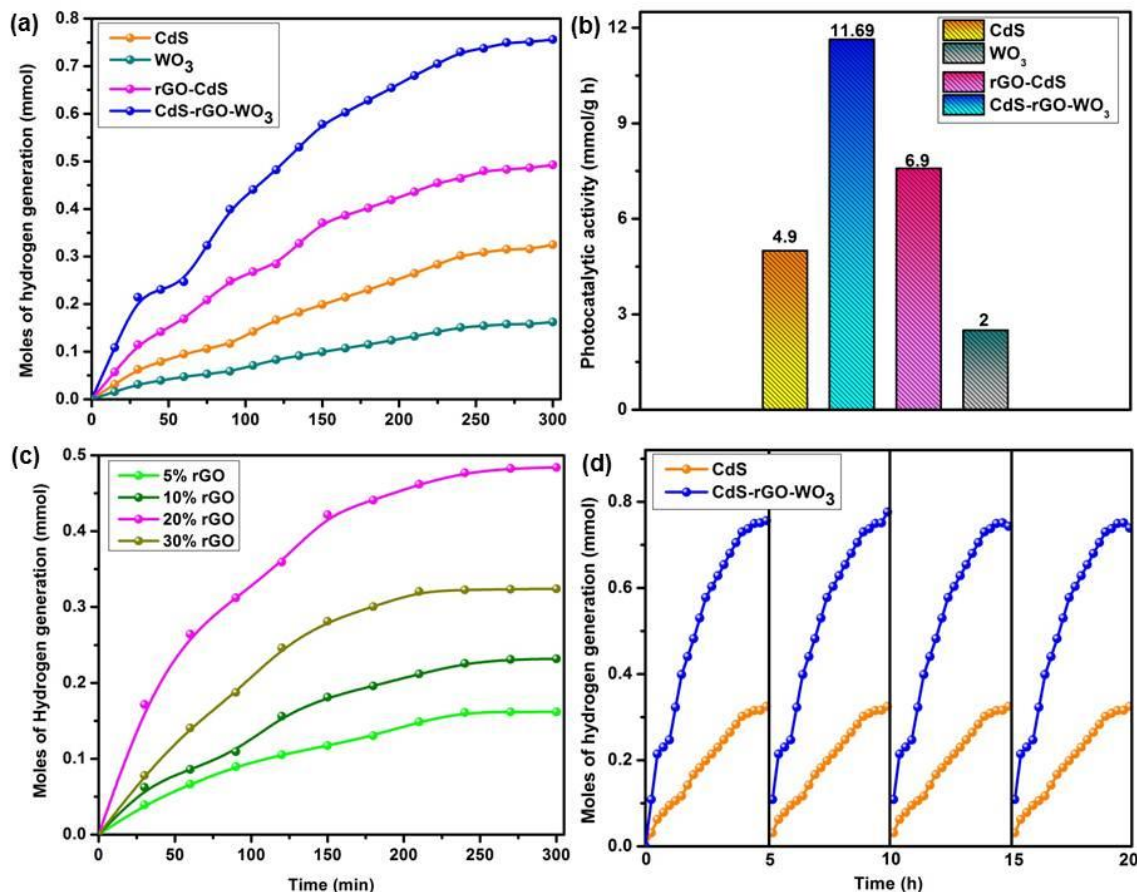 (a)
CdS
WO3
rGO-CdS
CdS-rGO-WO3
Moles of hydrogen generation (mmol)
0.8
0.7
0.6
0.5
0.4
0.3
0.2
0.1
0.0
0 50 100 150 200 250 300
(b)
CdS
WO3
rGO-CdS
CdS-rGO-WO3
Photocatalytic activity (mmol/g h)
12
9
6
3
0
4.9
11.69
6.9
2
(c)
5% rGO
10% rGO
20% rGO
30% rGO
Moles of Hydrogen generation (mmol)
0.5
0.4
0.3
0.2
0.1
0.0
0 50 100 150 200 250 300
Time (min)
(d)
CdS
CdS-rGO-WO3
Moles of hydrogen generation (mmol)
0.8
0.6
0.4
0.2
0.0
0 5 10 15 20
Time (h)